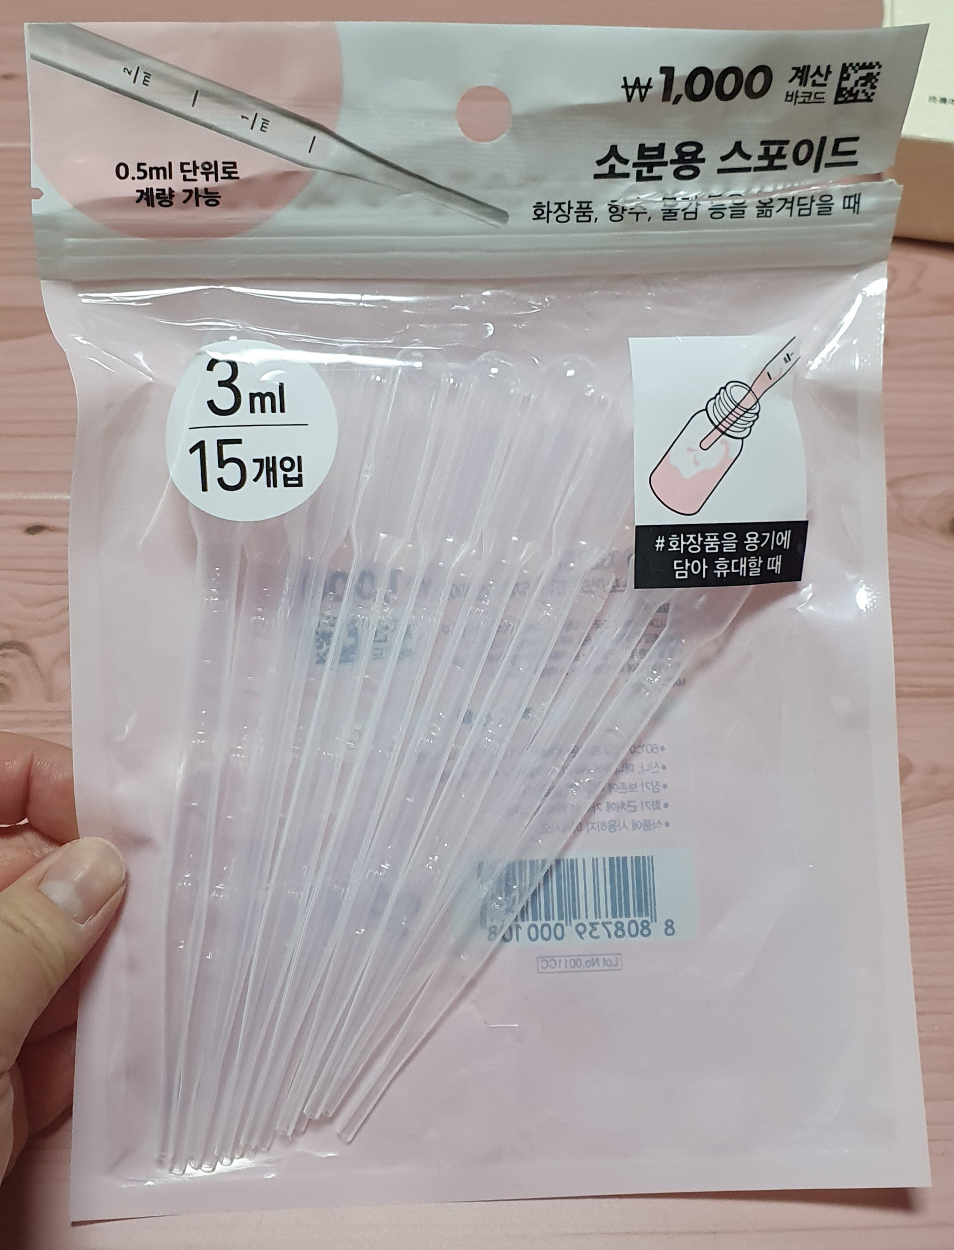 ₩1,000 계산
바코드
소분용 스포이드
화장품, 향수, 물감 등을 옮겨담을 때
0.5ml 단위로
계량 가능
3ml
15개입
#화장품을 용기에
담아 휴대할 때
8 808739 000108
Lot No.0011CC